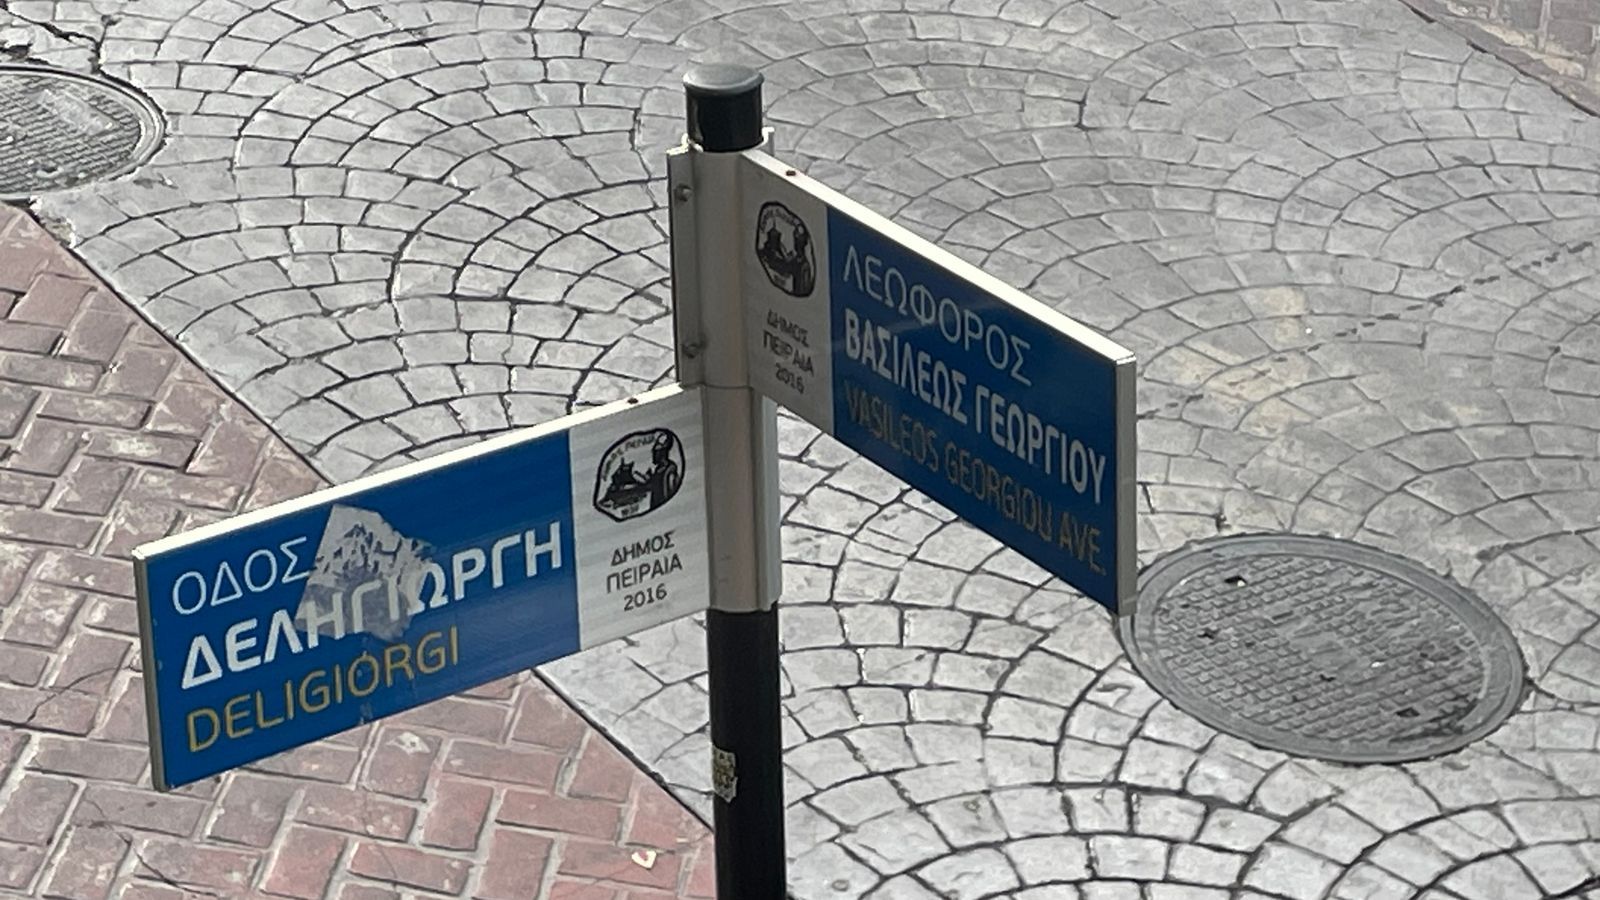 ΟΔΟΣ
ΔΕΛΗΓΙΩΡΓΗ
DELIGIORGI
ΔΗΜΟΣ
ΠΕΙΡΑΙΑ
2016
ΔΗΜΟΣ
ΠΕΙΡΑΙΑ
2016
ΛΕΩΦΟΡΟΣ
ΒΑΣΙΛΕΩΣ ΓΕΩΡΓΙΟΥ
VASILEOS GEORGIOU AVE.